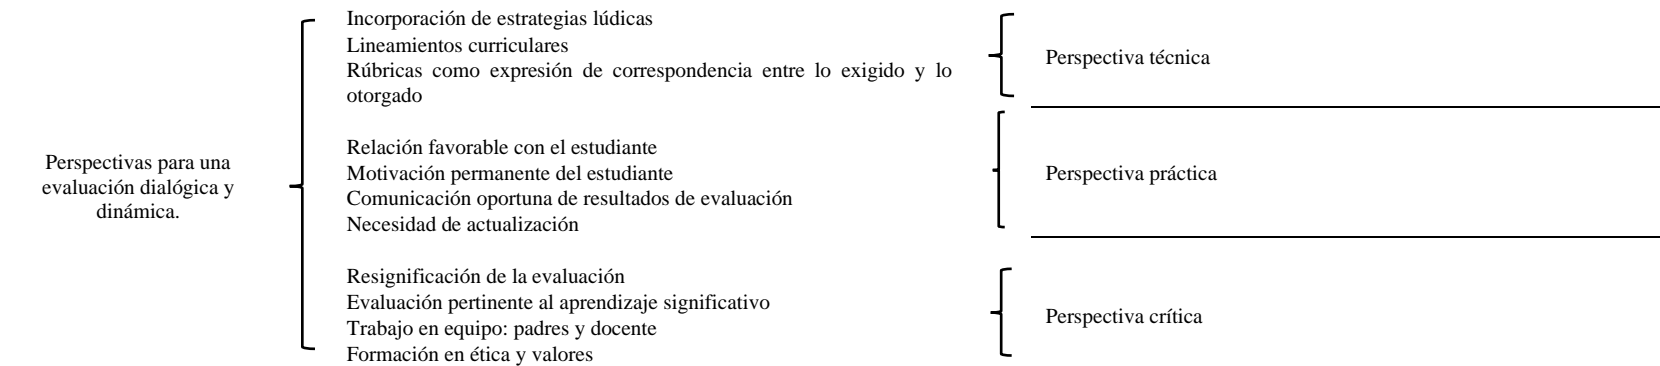 Perspectivas para una
evaluación dialógica y
dinámica.
Incorporación de estrategias lúdicas
Lineamientos curriculares
Rúbricas como expresión de correspondencia entre lo exigido y lo
otorgado
Perspectiva técnica
Relación favorable con el estudiante
Motivación permanente del estudiante
Comunicación oportuna de resultados de evaluación
Necesidad de actualización
Perspectiva práctica
Resignificación de la evaluación
Evaluación pertinente al aprendizaje significativo
Trabajo en equipo: padres y docente
Formación en ética y valores
Perspectiva crítica